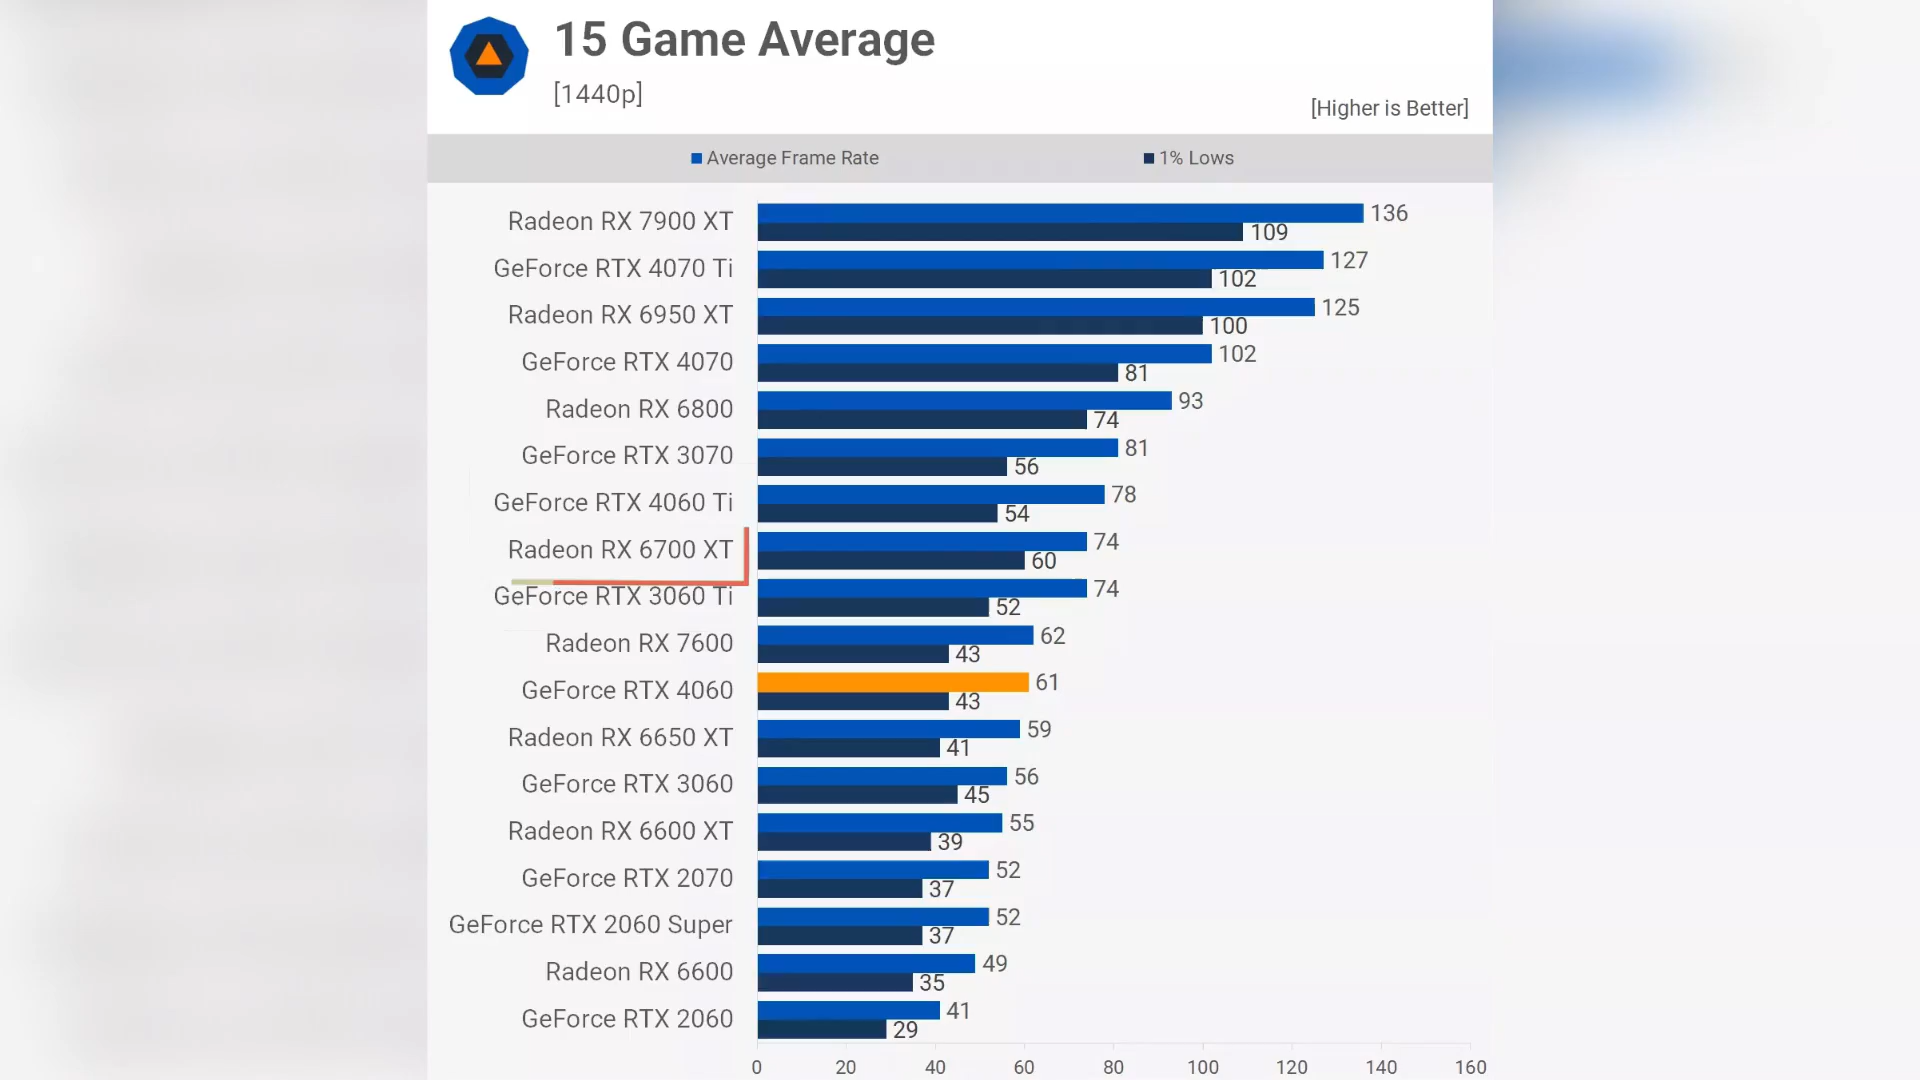 15 Game Average
[1440p]
[Higher is Better]
Average Frame Rate 1% Lows
Radeon RX 7900 XT 136
109
GeForce RTX 4070 Ti 127
102
Radeon RX 6950 XT 125
100
GeForce RTX 4070 102
81
Radeon RX 6800 93
74
GeForce RTX 3070 81
56
GeForce RTX 4060 Ti 78
54
Radeon RX 6700 XT 74
60
GeForce RTX 3060 Ti 74
52
Radeon RX 7600 62
43
GeForce RTX 4060 61
43
Radeon RX 6650 XT 59
41
GeForce RTX 3060 56
45
Radeon RX 6600 XT 55
39
GeForce RTX 2070 52
37
GeForce RTX 2060 Super 52
37
Radeon RX 6600 49
35
GeForce RTX 2060 41
29
0 20 40 60 80 100 120 140 160